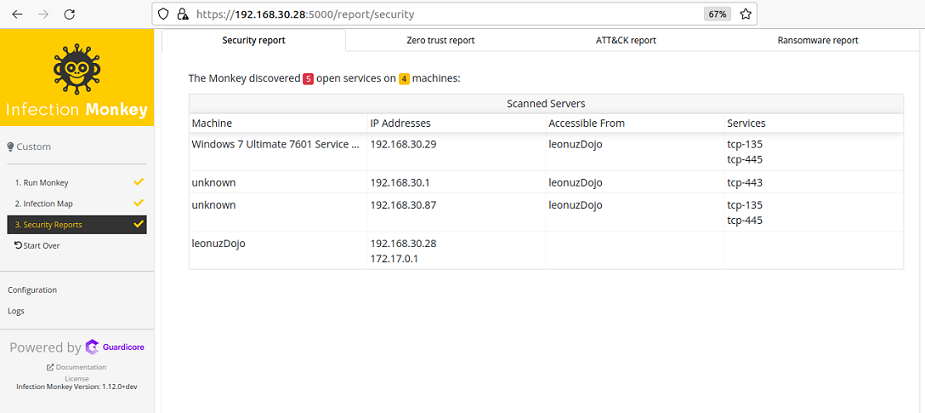 https://192.168.30.28:5000/report/security
67%
Infection Monkey
Custom
1. Run Monkey
2. Infection Map
3. Security Reports
Start Over
Configuration
Logs
Powered by Guardicore
Documentation
License
Infection Monkey Version: 1.12.0+dev
Security report Zero trust report ATT&CK report Ransomware report
The Monkey discovered 5 open services on 4 machines:
Scanned Servers
Machine IP Addresses Accessible From Services
Windows 7 Ultimate 7601 Service ... 192.168.30.29 leonuzDojo tcp-135
tcp-445
unknown 192.168.30.1 leonuzDojo tcp-443
unknown 192.168.30.87 leonuzDojo tcp-135
tcp-445
leonuzDojo 192.168.30.28
172.17.0.1